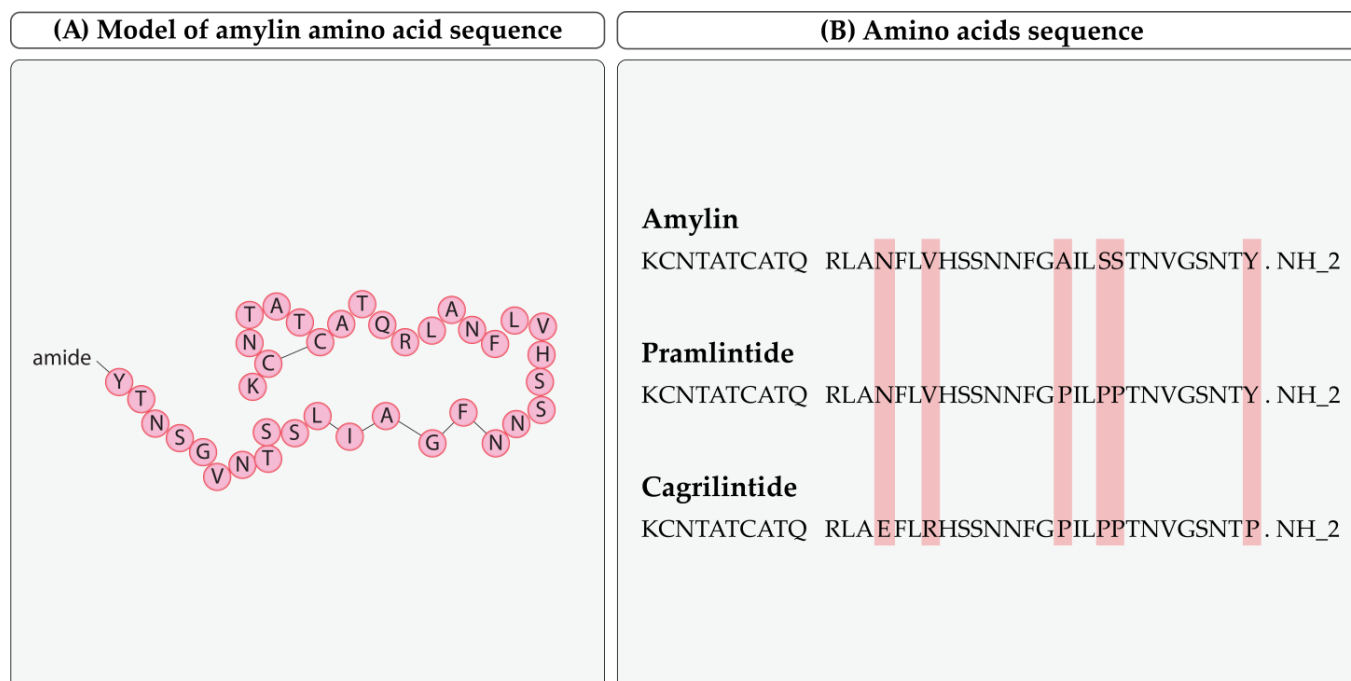 (A) Model of amylin amino acid sequence
(B) Amino acids sequence
T A T C A T Q R L A N F L V
N C
K
H S S N N F G A I L S S T N V G S N T Y
amide
Amylin
KCNTATCATQ RLANFLVHSSNNFGAILSSTNVGSNTY . NH_2
Pramlintide
KCNTATCATQ RLANFLVHSSNNFGPILPPTNVGSNTY . NH_2
Cagrilintide
KCNTATCATQ RLAEFLRHSSNNFGPILPPTNVGSNTP . NH_2